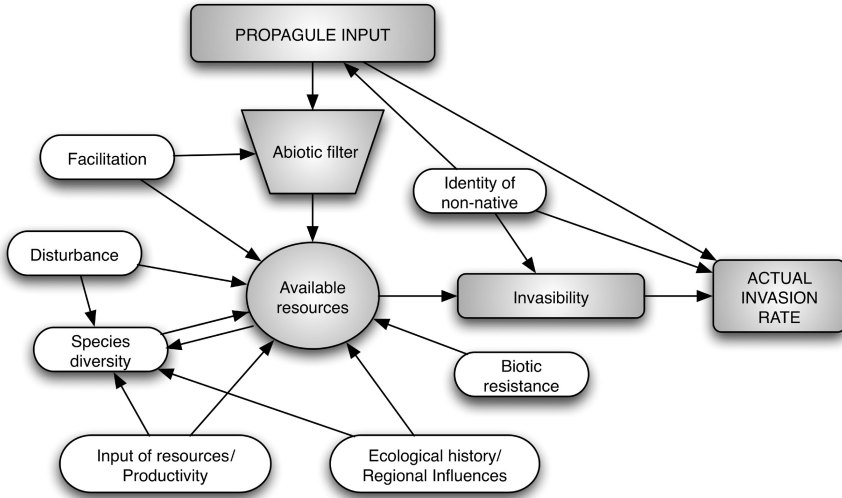 PROPAGULE INPUT
Abiotic filter
Facilitation
Identity of
non-native
Disturbance
Available
resources
Invasibility
ACTUAL
INVASION
RATE
Species
diversity
Biotic
resistance
Input of resources/
Productivity
Ecological history/
Regional Influences